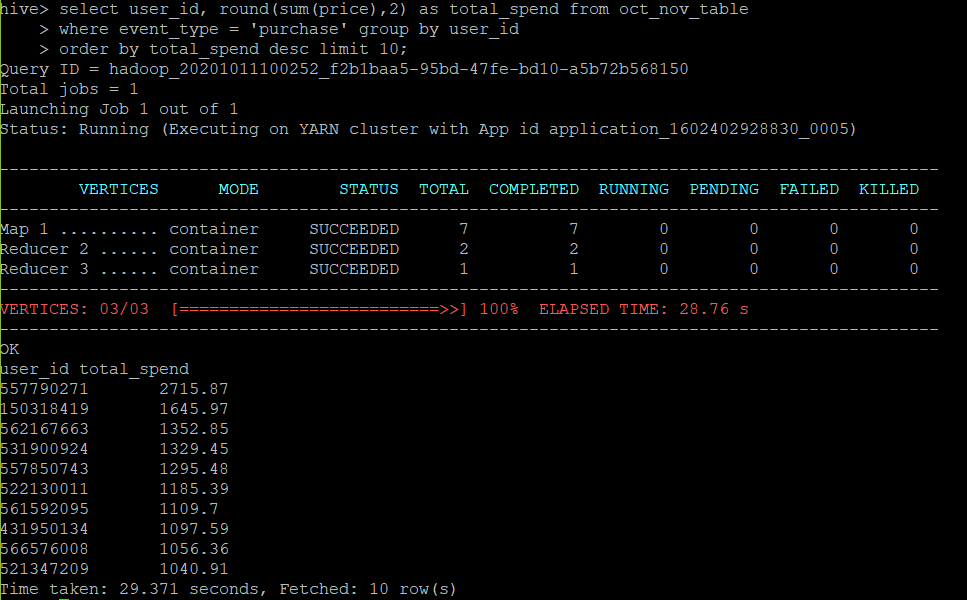 hive> select user_id, round(sum(price),2) as total_spend from oct_nov_table
    > where event_type = 'purchase' group by user_id
    > order by total_spend desc limit 10;
Query ID = hadoop_20201011100252_f2b1baa5-95bd-47fe-bd10-a5b72b568150
Total jobs = 1
Launching Job 1 out of 1
Status: Running (Executing on YARN cluster with App id application_1602402928830_0005)
----------------------------------------------------------------------------------------------
        VERTICES      MODE        STATUS  TOTAL  COMPLETED  RUNNING  PENDING  FAILED  KILLED
----------------------------------------------------------------------------------------------
Map 1 .......... container     SUCCEEDED      7          7        0        0       0       0
Reducer 2 ...... container     SUCCEEDED      2          2        0        0       0       0
Reducer 3 ...... container     SUCCEEDED      1          1        0        0       0       0
----------------------------------------------------------------------------------------------
VERTICES: 03/03  [==========================>>] 100%  ELAPSED TIME: 28.76 s
----------------------------------------------------------------------------------------------
OK
user_id total_spend
557790271       2715.87
150318419       1645.97
562167663       1352.85
531900924       1329.45
557850743       1295.48
522130011       1185.39
561592095       1109.7
431950134       1097.59
566576008       1056.36
521347209       1040.91
Time taken: 29.371 seconds, Fetched: 10 row(s)